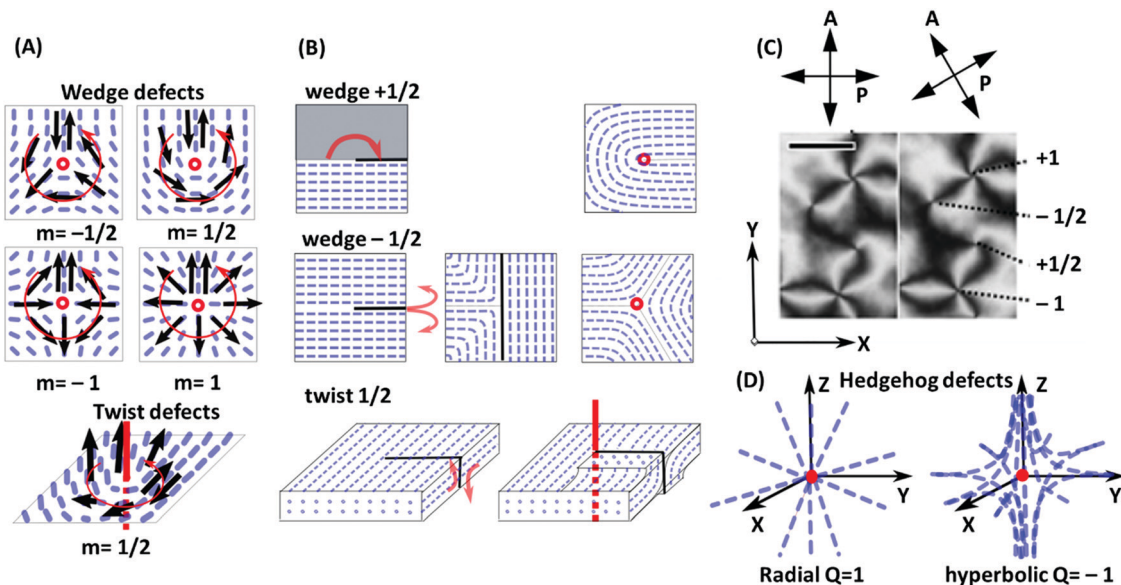 (A)
Wedge defects
m= −1/2
m= 1/2
m= − 1
m= 1
Twist defects
m= 1/2
(B)
wedge +1/2
wedge − 1/2
twist 1/2
(C)
A
P
A
P
+1
− 1/2
+1/2
− 1
Y
X
(D)
Hedgehog defects
Z
Y
X
Radial Q=1
Z
Y
X
hyperbolic Q= − 1